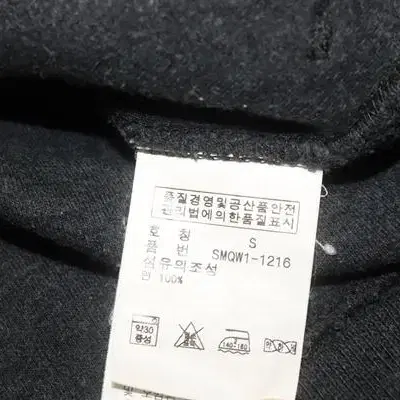 품질경영및공산품안전
관리법에의한품질표시
호 칭 S
품 번 SMQW1-1216
섬유의조성
면 100%
약30
중성
140~160